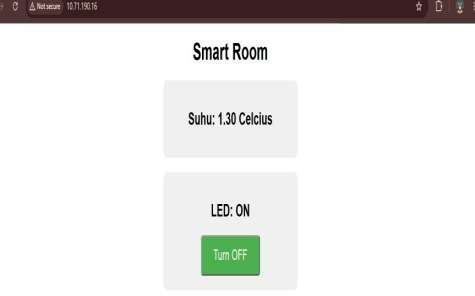 Not secure 10.71.190.16
Smart Room
Suhu: 1.30 Celcius
LED: ON
Turn OFF